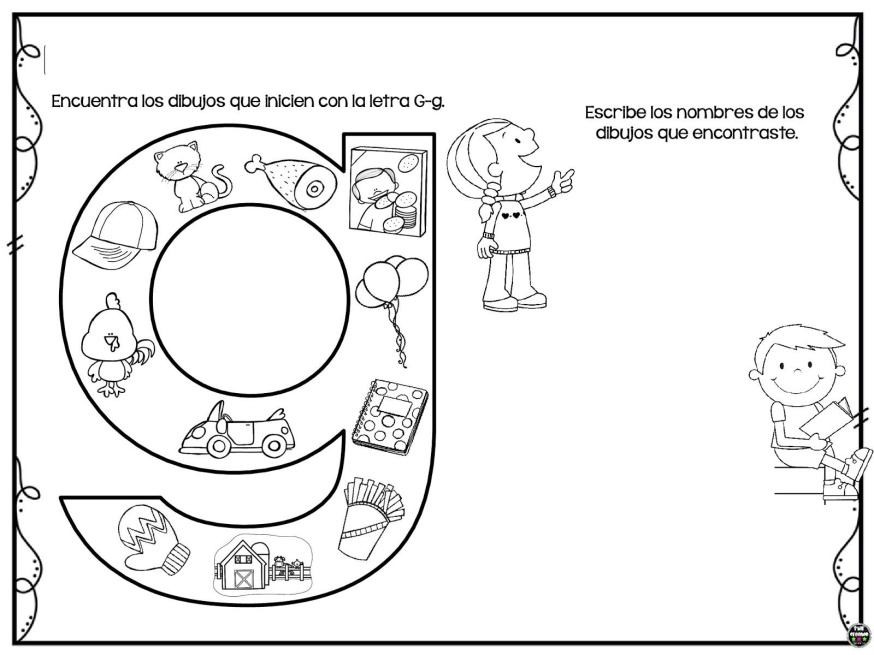 Encuentra los dibujos que inicien con la letra G-g.
Escribe los nombres de los
dibujos que encontraste.
g